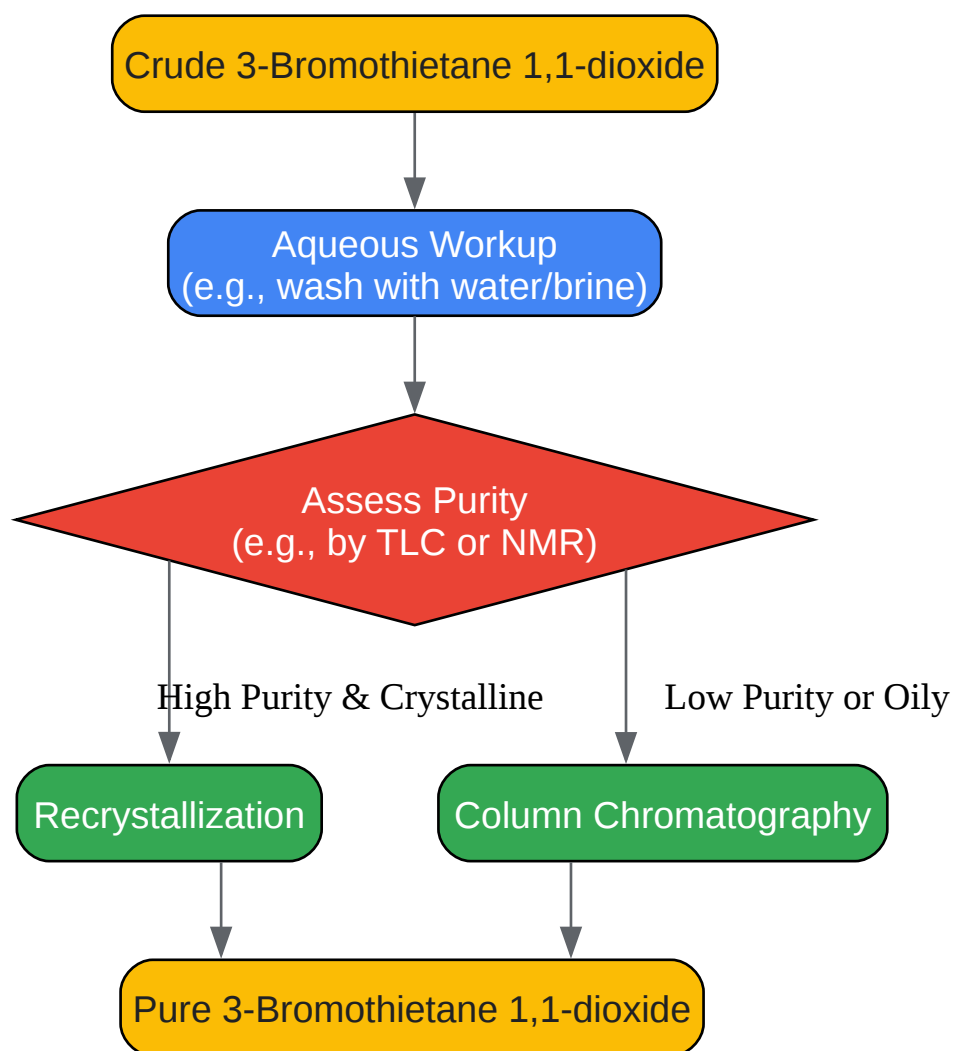 Crude 3-Bromothietane 1,1-dioxide
Aqueous Workup
(e.g., wash with water/brine)
Assess Purity
(e.g., by TLC or NMR)
High Purity & Crystalline
Low Purity or Oily
Recrystallization
Column Chromatography
Pure 3-Bromothietane 1,1-dioxide